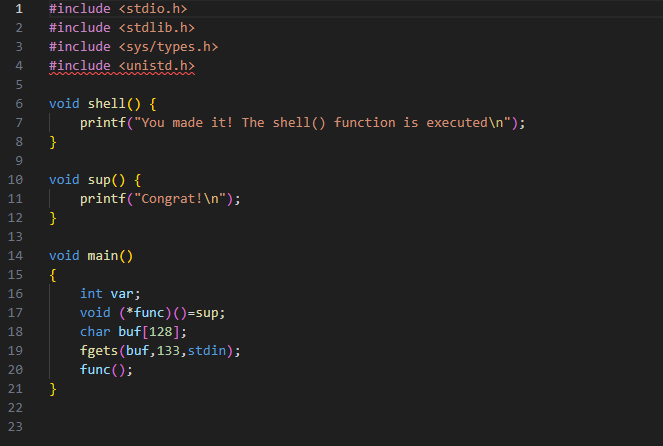 1 #include <stdio.h>
2 #include <stdlib.h>
3 #include <sys/types.h>
4 #include <unistd.h>
5
6 void shell() {
7     printf("You made it! The shell() function is executed\n");
8 }
9
10 void sup() {
11     printf("Congrat!\n");
12 }
13
14 void main()
15 {
16     int var;
17     void (*func)()=sup;
18     char buf[128];
19     fgets(buf,133,stdin);
20     func();
21 }
22
23